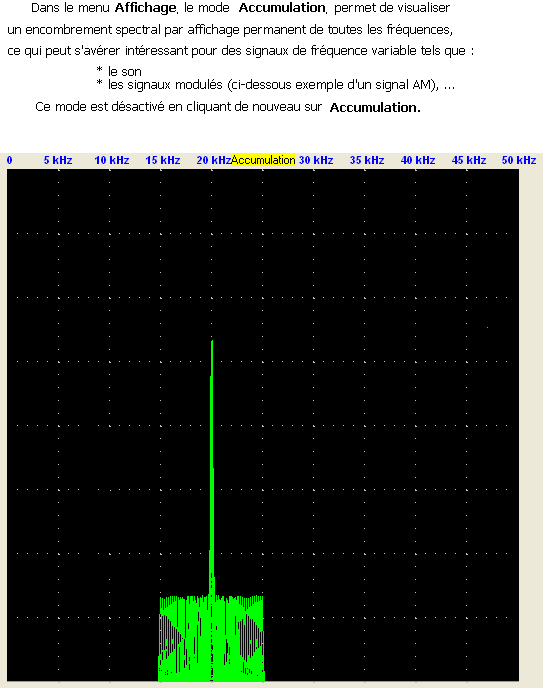 Dans le menu Affichage, le mode Accumulation, permet de visualiser
un encombrement spectral par affichage permanent de toutes les fréquences,
ce qui peut s'avérer intéressant pour des signaux de fréquence variable tels que :
* le son
* les signaux modulés (ci-dessous exemple d'un signal AM), ...
Ce mode est désactivé en cliquant de nouveau sur Accumulation.
0 5 kHz 10 kHz 15 kHz 20 kHz Accumulation 30 kHz 35 kHz 40 kHz 45 kHz 50 kHz